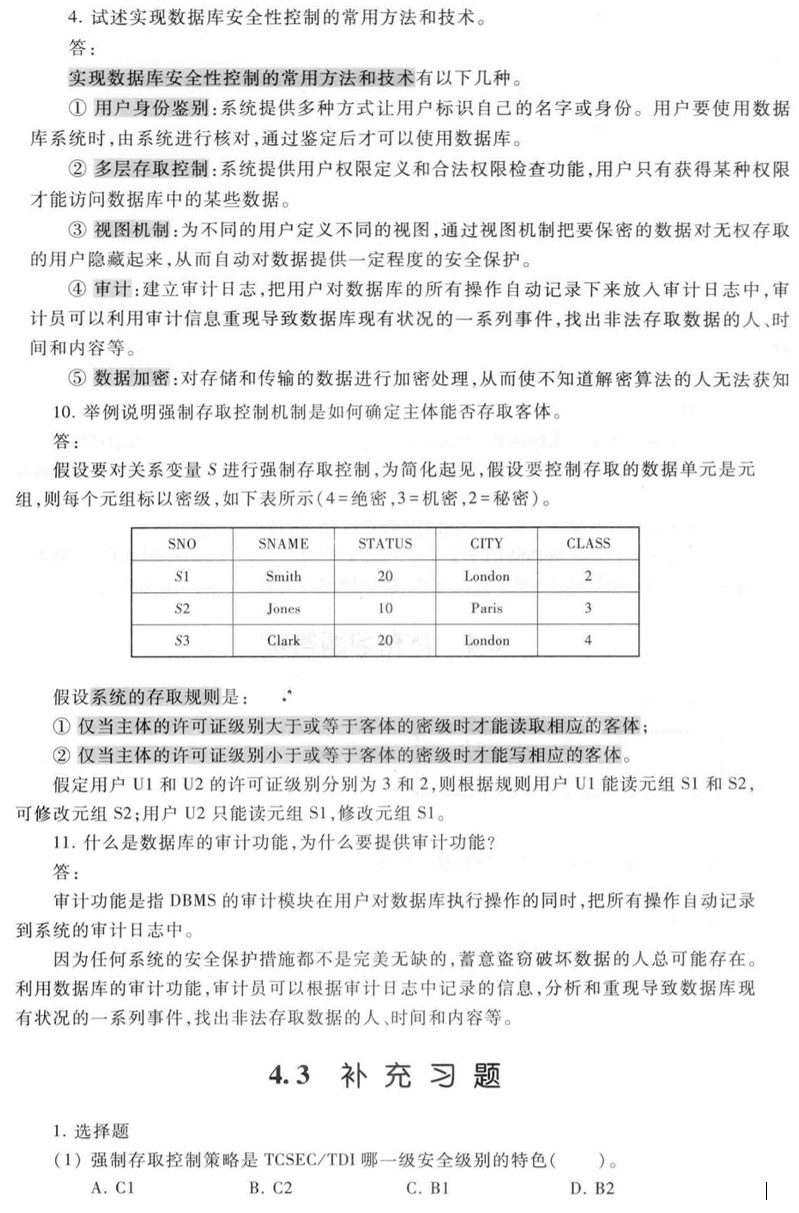 4. 试述实现数据库安全性控制的常用方法和技术。
答：
实现数据库安全性控制的常用方法和技术有以下几种。
① 用户身份鉴别:系统提供多种方式让用户标识自己的名字或身份。用户要使用数据
库系统时,由系统进行核对,通过鉴定后才可以使用数据库。
② 多层存取控制:系统提供用户权限定义和合法权限检查功能,用户只有获得某种权限
才能访问数据库中的某些数据。
③ 视图机制:为不同的用户定义不同的视图,通过视图机制把要保密的数据对无权存取
的用户隐藏起来,从而自动对数据提供一定程度的安全保护。
④ 审计:建立审计日志,把用户对数据库的所有操作自动记录下来放入审计日志中,审
计员可以利用审计信息重现导致数据库现有状况的一系列事件,找出非法存取数据的人、时
间和内容等。
⑤ 数据加密:对存储和传输的数据进行加密处理,从而使不知道解密算法的人无法获知
10. 举例说明强制存取控制机制是如何确定主体能否存取客体。
答：
假设要对关系变量 S 进行强制存取控制,为简化起见,假设要控制存取的数据单元是元
组,则每个元组标以密级,如下表所示(4=绝密,3=机密,2=秘密)。
SNO SNAME STATUS CITY CLASS
S1 Smith 20 London 2
S2 Jones 10 Paris 3
S3 Clark 20 London 4
假设系统的存取规则是：
① 仅当主体的许可证级别大于或等于客体的密级时才能读取相应的客体;
② 仅当主体的许可证级别小于或等于客体的密级时才能写相应的客体。
假定用户 U1 和 U2 的许可证级别分别为 3 和 2,则根据规则用户 U1 能读元组 S1 和 S2,
可修改元组 S2;用户 U2 只能读元组 S1,修改元组 S1。
11. 什么是数据库的审计功能,为什么要提供审计功能?
答：
审计功能是指 DBMS 的审计模块在用户对数据库执行操作的同时,把所有操作自动记录
到系统的审计日志中。
因为任何系统的安全保护措施都不是完美无缺的,蓄意盗窃破坏数据的人总可能存在。
利用数据库的审计功能,审计员可以根据审计日志中记录的信息,分析和重现导致数据库现
有状况的一系列事件,找出非法存取数据的人、时间和内容等。
4.3 补充习题
1. 选择题
(1) 强制存取控制策略是 TCSEC/TDI 哪一级安全级别的特色( )。
A. C1 B. C2 C. B1 D. B2